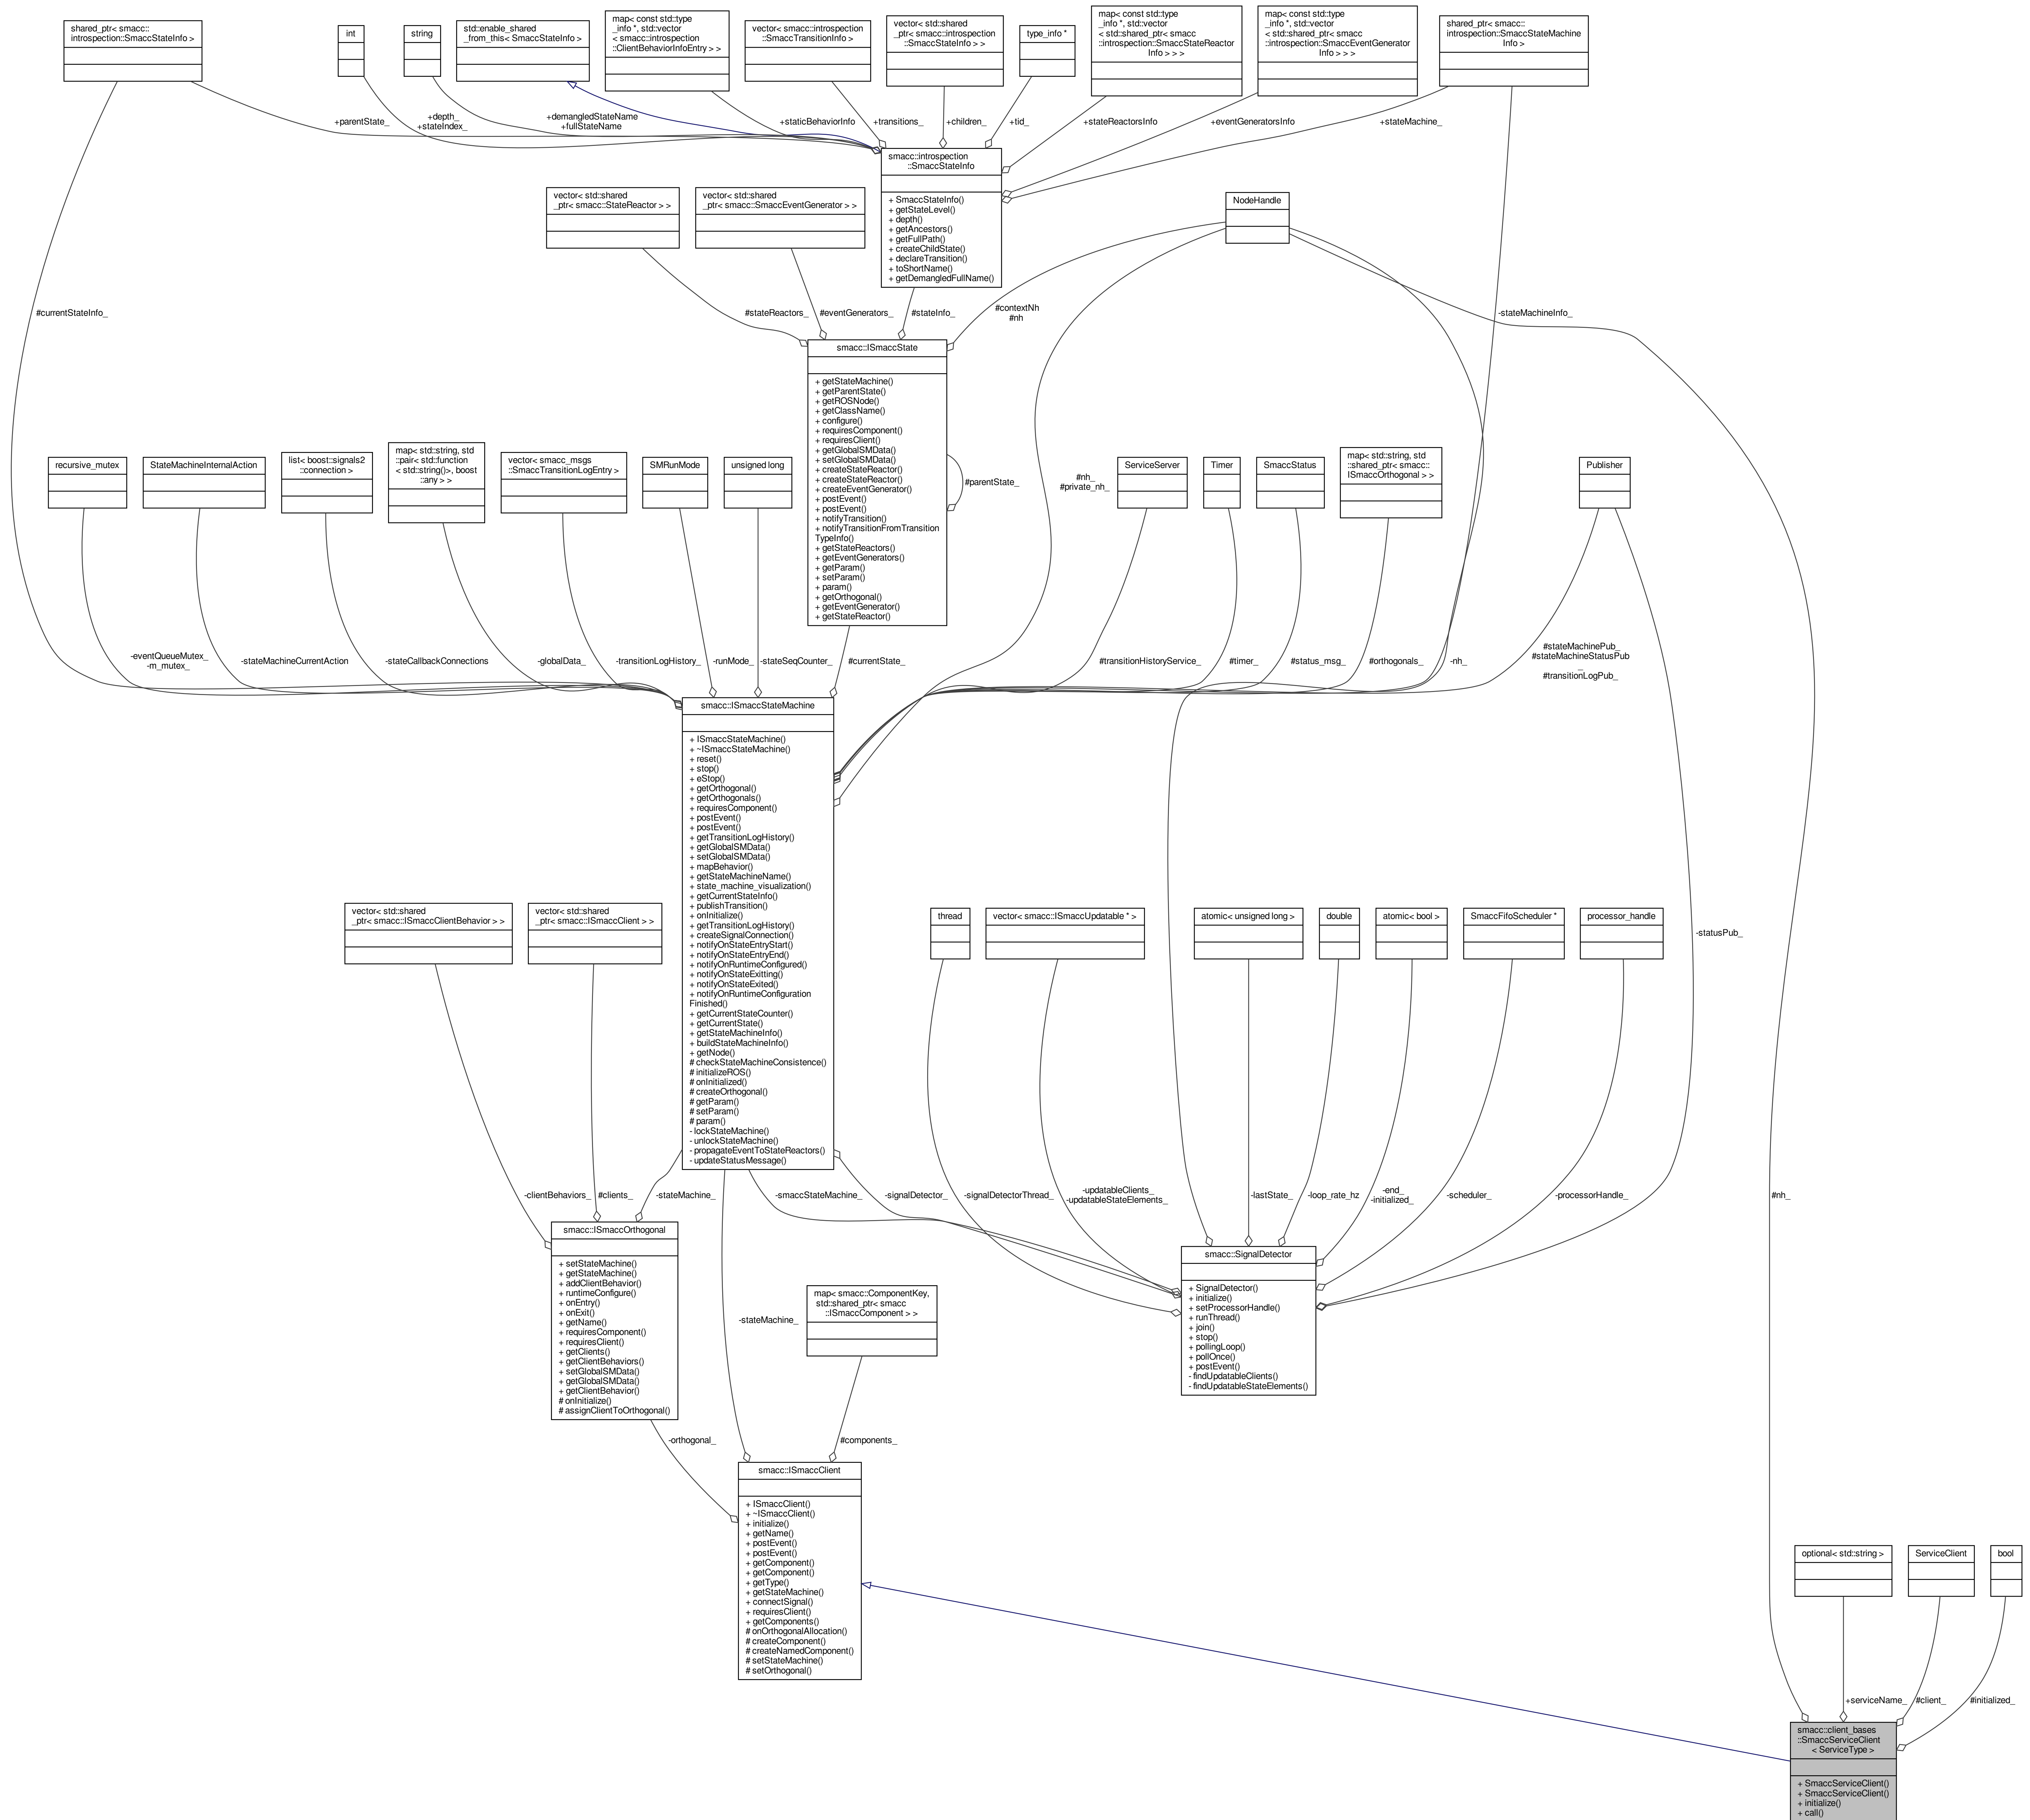 shared_ptr< smacc::
introspection::SmaccStateInfo >
int
string
std::enable_shared
_from_this< SmaccStateInfo >
map< const std::type
_info *, std::vector
< smacc::introspection
::ClientBehaviorInfoEntry > >
vector< smacc::introspection
::SmaccTransitionInfo >
vector< std::shared
_ptr< smacc::introspection
::SmaccStateInfo > >
type_info *
map< const std::type
_info *, std::vector
< std::shared_ptr< smacc
::introspection::SmaccStateReactor
Info > > >
map< const std::type
_info *, std::vector
< std::shared_ptr< smacc
::introspection::SmaccEventGenerator
Info > > >
shared_ptr< smacc::
introspection::SmaccStateMachine
Info >
+parentState_
+depth_
+stateIndex_
+demangledStateName
+fullStateName
+staticBehaviorInfo
+transitions_
+children_
+tid_
+stateReactorsInfo
+eventGeneratorsInfo
+stateMachine_
smacc::introspection
::SmaccStateInfo
+ SmaccStateInfo()
+ getStateLevel()
+ depth()
+ getAncestors()
+ getFullPath()
+ createChildState()
+ declareTransition()
+ toShortName()
+ getDemangledFullName()
vector< std::shared
_ptr< smacc::StateReactor > >
vector< std::shared
_ptr< smacc::SmaccEventGenerator > >
NodeHandle
#currentStateInfo_
#stateReactors_
#eventGenerators_
#stateInfo_
#contextNh
#nh
-stateMachineInfo_
smacc::ISmaccState
+ getStateMachine()
+ getParentState()
+ getROSNode()
+ getClassName()
+ configure()
+ requiresComponent()
+ requiresClient()
+ getGlobalSMData()
+ setGlobalSMData()
+ createStateReactor()
+ createStateReactor()
+ createEventGenerator()
+ postEvent()
+ postEvent()
+ notifyTransition()
+ notifyTransitionFromTransition
TypeInfo()
+ getStateReactors()
+ getEventGenerators()
+ getParam()
+ setParam()
+ param()
+ getOrthogonal()
+ getEventGenerator()
+ getStateReactor()
#parentState_
#nh_
#private_nh_
recursive_mutex
StateMachineInternalAction
list< boost::signals2
::connection >
map< std::string, std
::pair< std::function
< std::string()>, boost
::any > >
vector< smacc_msgs
::SmaccTransitionLogEntry >
SMRunMode
unsigned long
ServiceServer
Timer
SmaccStatus
map< std::string, std
::shared_ptr< smacc::
ISmaccOrthogonal > >
Publisher
-eventQueueMutex_
-m_mutex_
-stateMachineCurrentAction
-stateCallbackConnections
-globalData_
-transitionLogHistory_
-runMode_
-stateSeqCounter_
#currentState_
#transitionHistoryService_
#timer_
#status_msg_
#orthogonals_
-nh_
#stateMachinePub_
#stateMachineStatusPub
_
#transitionLogPub_
smacc::ISmaccStateMachine
+ ISmaccStateMachine()
+ ~ISmaccStateMachine()
+ reset()
+ stop()
+ eStop()
+ getOrthogonal()
+ getOrthogonals()
+ requiresComponent()
+ postEvent()
+ postEvent()
+ getTransitionLogHistory()
+ getGlobalSMData()
+ setGlobalSMData()
+ mapBehavior()
+ getStateMachineName()
+ state_machine_visualization()
+ getCurrentStateInfo()
+ publishTransition()
+ onInitialize()
+ getTransitionLogHistory()
+ createSignalConnection()
+ notifyOnStateEntryStart()
+ notifyOnStateEntryEnd()
+ notifyOnRuntimeConfigured()
+ notifyOnStateExitting()
+ notifyOnStateExited()
+ notifyOnRuntimeConfiguration
Finished()
+ getCurrentStateCounter()
+ getCurrentState()
+ getStateMachineInfo()
+ buildStateMachineInfo()
+ getNode()
# checkStateMachineConsistence()
# initializeROS()
# onInitialized()
# createOrthogonal()
# getParam()
# setParam()
# param()
- lockStateMachine()
- unlockStateMachine()
- propagateEventToStateReactors()
- updateStatusMessage()
vector< std::shared
_ptr< smacc::ISmaccClientBehavior > >
vector< std::shared
_ptr< smacc::ISmaccClient > >
thread
vector< smacc::ISmaccUpdatable * >
atomic< unsigned long >
double
atomic< bool >
SmaccFifoScheduler *
processor_handle
-statusPub_
-clientBehaviors_
#clients_
-stateMachine_
-smaccStateMachine_
-signalDetector_
-signalDetectorThread_
-updatableClients_
-updatableStateElements_
-lastState_
-loop_rate_hz
-end_
-initialized_
-scheduler_
-processorHandle_
#nh_
smacc::ISmaccOrthogonal
+ setStateMachine()
+ getStateMachine()
+ addClientBehavior()
+ runtimeConfigure()
+ onEntry()
+ onExit()
+ getName()
+ requiresComponent()
+ requiresClient()
+ getClients()
+ getClientBehaviors()
+ setGlobalSMData()
+ getGlobalSMData()
+ getClientBehavior()
# onInitialize()
# assignClientToOrthogonal()
smacc::SignalDetector
+ SignalDetector()
+ initialize()
+ setProcessorHandle()
+ runThread()
+ join()
+ stop()
+ pollingLoop()
+ pollOnce()
+ postEvent()
- findUpdatableClients()
- findUpdatableStateElements()
map< smacc::ComponentKey,
std::shared_ptr< smacc
::ISmaccComponent > >
-stateMachine_
-orthogonal_
#components_
smacc::ISmaccClient
+ ISmaccClient()
+ ~ISmaccClient()
+ initialize()
+ getName()
+ postEvent()
+ postEvent()
+ getComponent()
+ getComponent()
+ getType()
+ getStateMachine()
+ connectSignal()
+ requiresClient()
+ getComponents()
# onOrthogonalAllocation()
# createComponent()
# createNamedComponent()
# setStateMachine()
# setOrthogonal()
optional< std::string >
ServiceClient
bool
+serviceName_
#client_
#initialized_
smacc::client_bases
::SmaccServiceClient
< ServiceType >
+ SmaccServiceClient()
+ SmaccServiceClient()
+ initialize()
+ call()